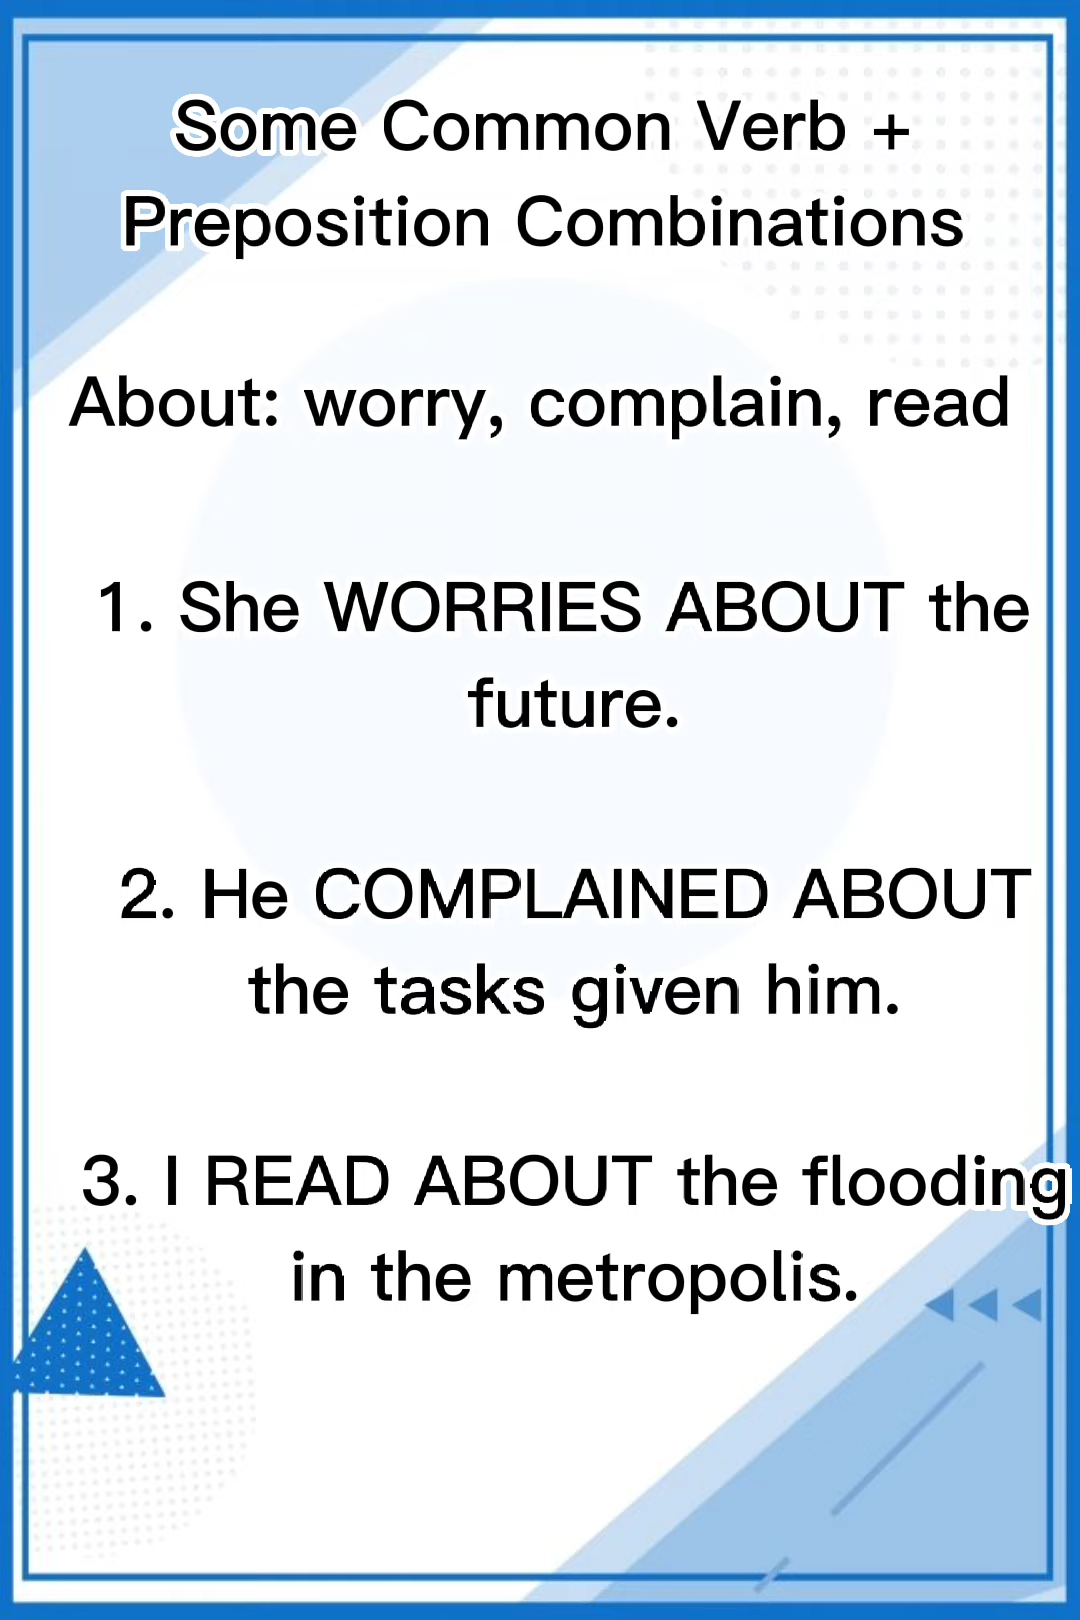 Some Common Verb +
Preposition Combinations
About: worry, complain, read
1. She WORRIES ABOUT the
future.
2. He COMPLAINED ABOUT
the tasks given him.
3. I READ ABOUT the flooding
in the metropolis.